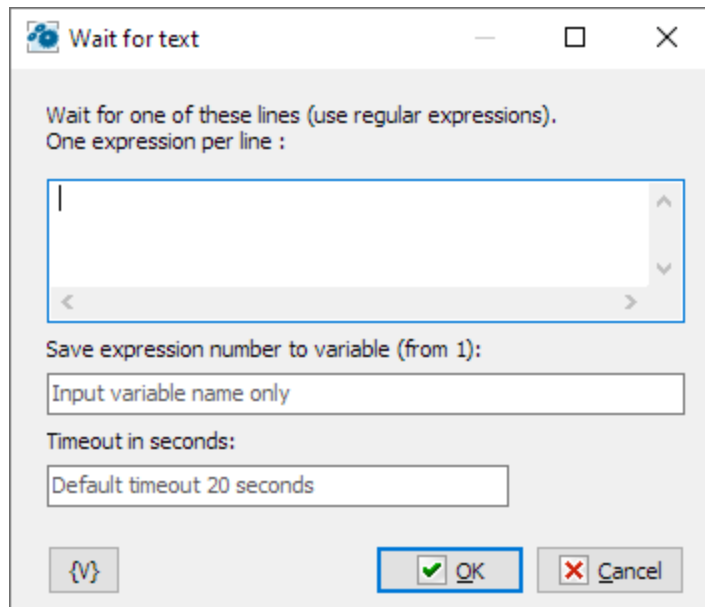 Wait for text
Wait for one of these lines (use regular expressions).
One expression per line :
Save expression number to variable (from 1):
Input variable name only
Timeout in seconds:
Default timeout 20 seconds
{V} OK Cancel